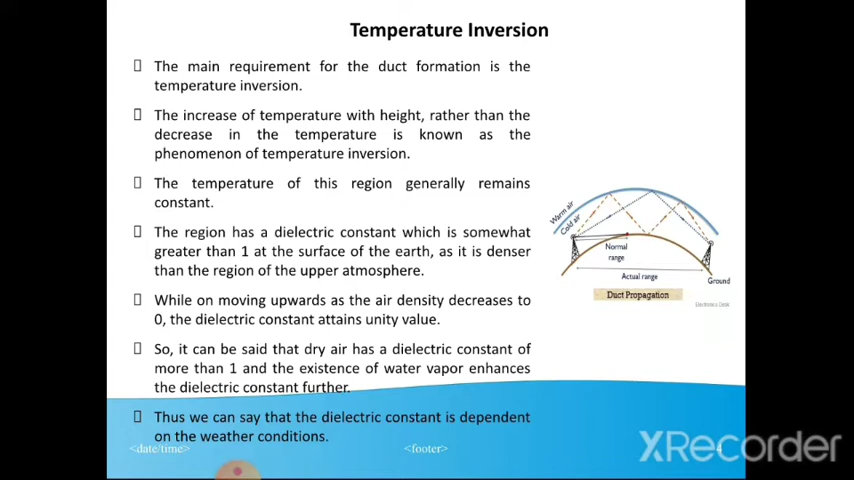 Temperature Inversion
The main requirement for the duct formation is the
temperature inversion.
The increase of temperature with height, rather than the
decrease in the temperature is known as the
phenomenon of temperature inversion.
The temperature of this region generally remains
constant.
The region has a dielectric constant which is somewhat
greater than 1 at the surface of the earth, as it is denser
than the region of the upper atmosphere.
While on moving upwards as the air density decreases to
0, the dielectric constant attains unity value.
So, it can be said that dry air has a dielectric constant of
more than 1 and the existence of water vapor enhances
the dielectric constant further.
Thus we can say that the dielectric constant is dependent
on the weather conditions.
Warm air
Cold air
Normal
range
Actual range
Ground
Duct Propagation
Electronics Desk
<date/time>
<footer>
4
XRecorder